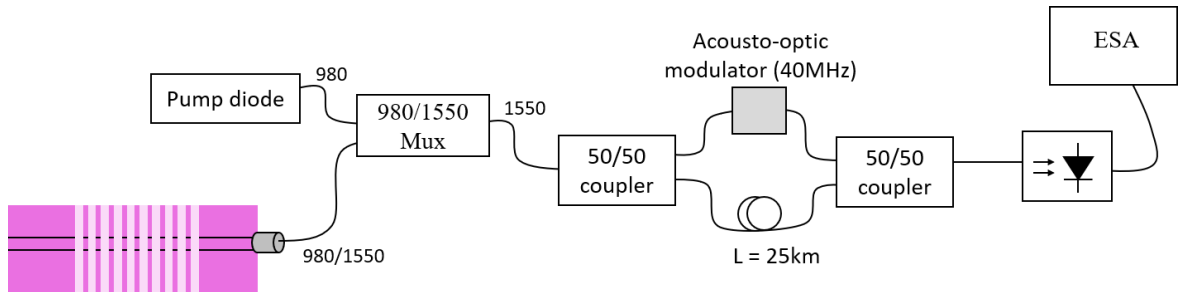 Acousto-optic
modulator (40MHz)
ESA
980
Pump diode
980/1550
Mux
1550
50/50
coupler
50/50
coupler
980/1550
L = 25km